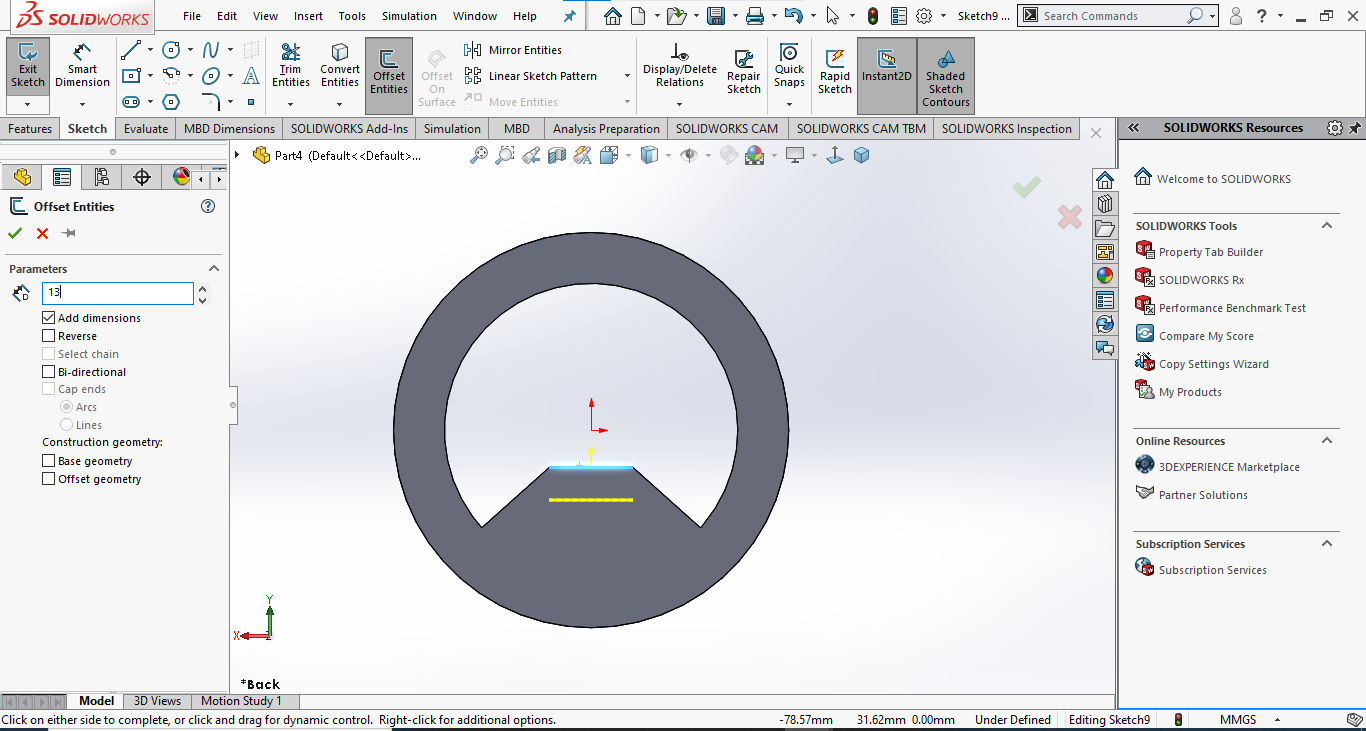 SOLIDWORKS File Edit View Insert Tools Simulation Window Help Sketch9 ... Search Commands
Exit Sketch
Smart Dimension
Trim Entities
Convert Entities
Offset Entities
Offset On Surface
Mirror Entities
Linear Sketch Pattern
Move Entities
Display/Delete Relations
Repair Sketch
Quick Snaps
Rapid Sketch
Instant2D
Shaded Sketch Contours
Features Sketch Evaluate MBD Dimensions SOLIDWORKS Add-Ins Simulation MBD Analysis Preparation SOLIDWORKS CAM SOLIDWORKS CAM TBM SOLIDWORKS Inspection
Part4 (Default<<Default>...
Offset Entities
Parameters
13
Add dimensions
Reverse
Select chain
Bi-directional
Cap ends
Arcs
Lines
Construction geometry:
Base geometry
Offset geometry
Y
X
*Back
SOLIDWORKS Resources
Welcome to SOLIDWORKS
SOLIDWORKS Tools
Property Tab Builder
SOLIDWORKS Rx
Performance Benchmark Test
Compare My Score
Copy Settings Wizard
My Products
Online Resources
3DEXPERIENCE Marketplace
Partner Solutions
Subscription Services
Subscription Services
Model 3D Views Motion Study 1
Click on either side to complete, or click and drag for dynamic control. Right-click for additional options. -78.57mm 31.62mm 0.00mm Under Defined Editing Sketch9 MMGS